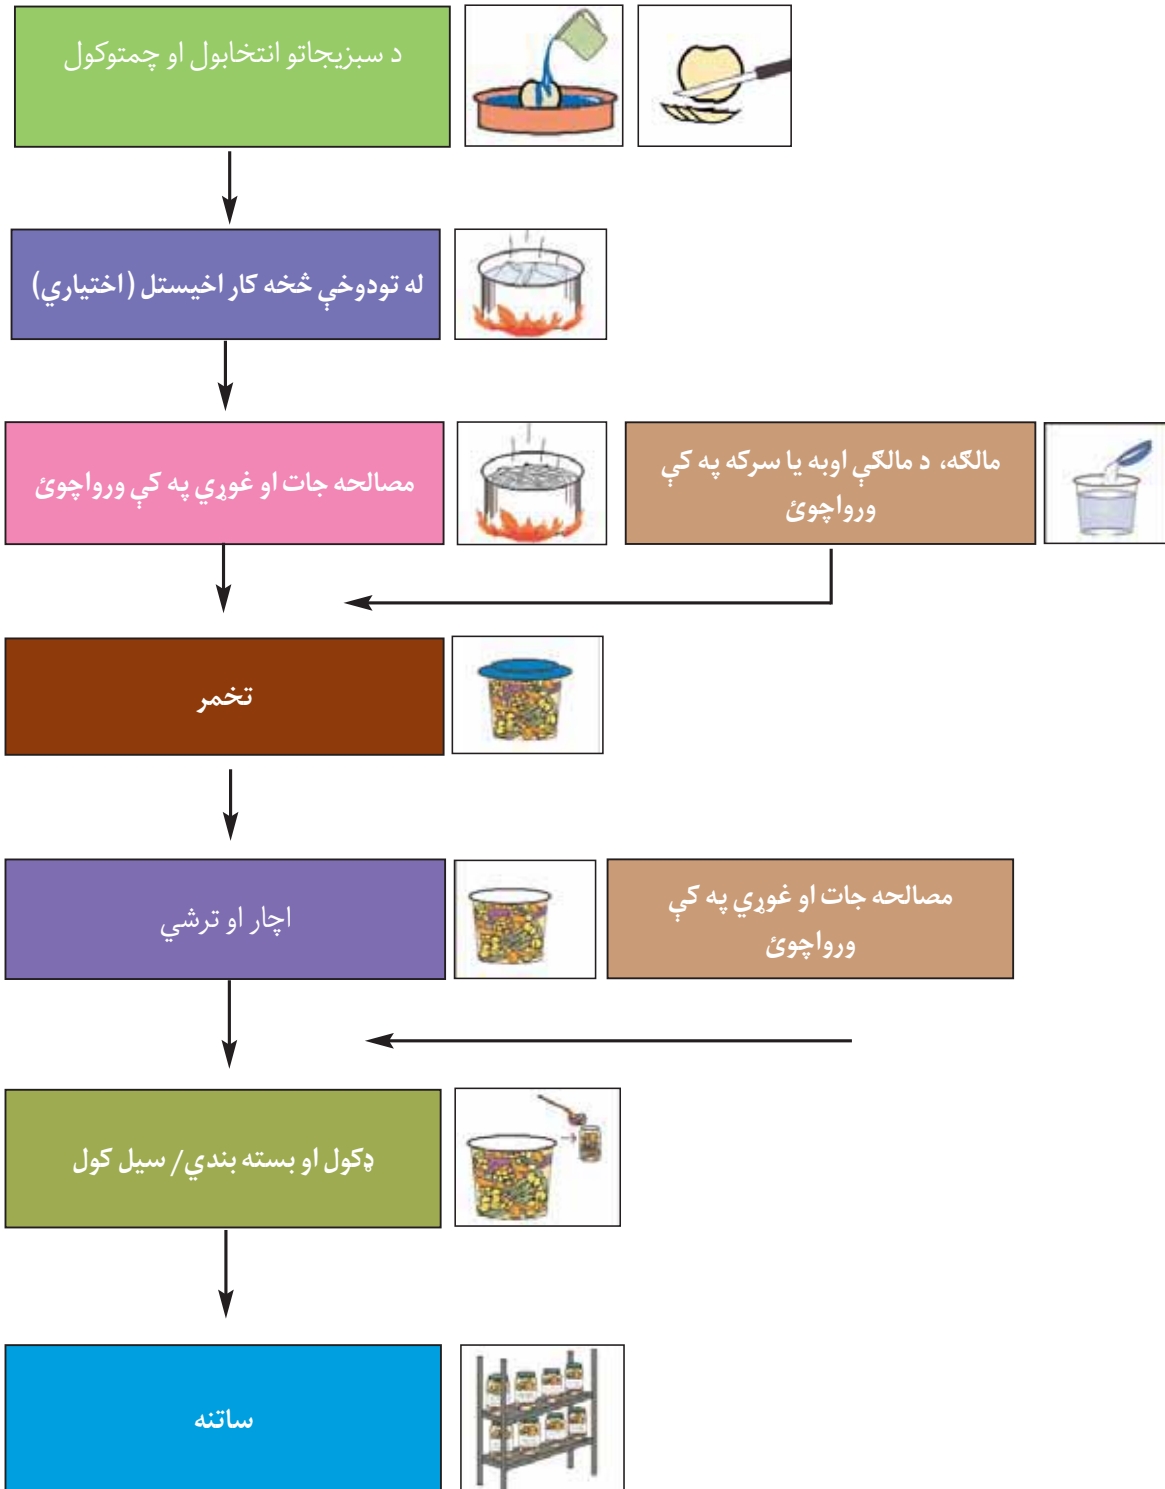 د سبزیجاتو انتخابول او چمتوکول
له تودوخې څخه کار اخیستل (اختیاري)
مصالحه جات او غوړي په کې ورواچوئ
مالګه، د مالګې اوبه یا سرکه په کې
ورواچوئ
تخمر
اچار او ترشي
مصالحه جات او غوړي په کې
ورواچوئ
ډکول او بسته بندي/ سیل کول
ساتنه